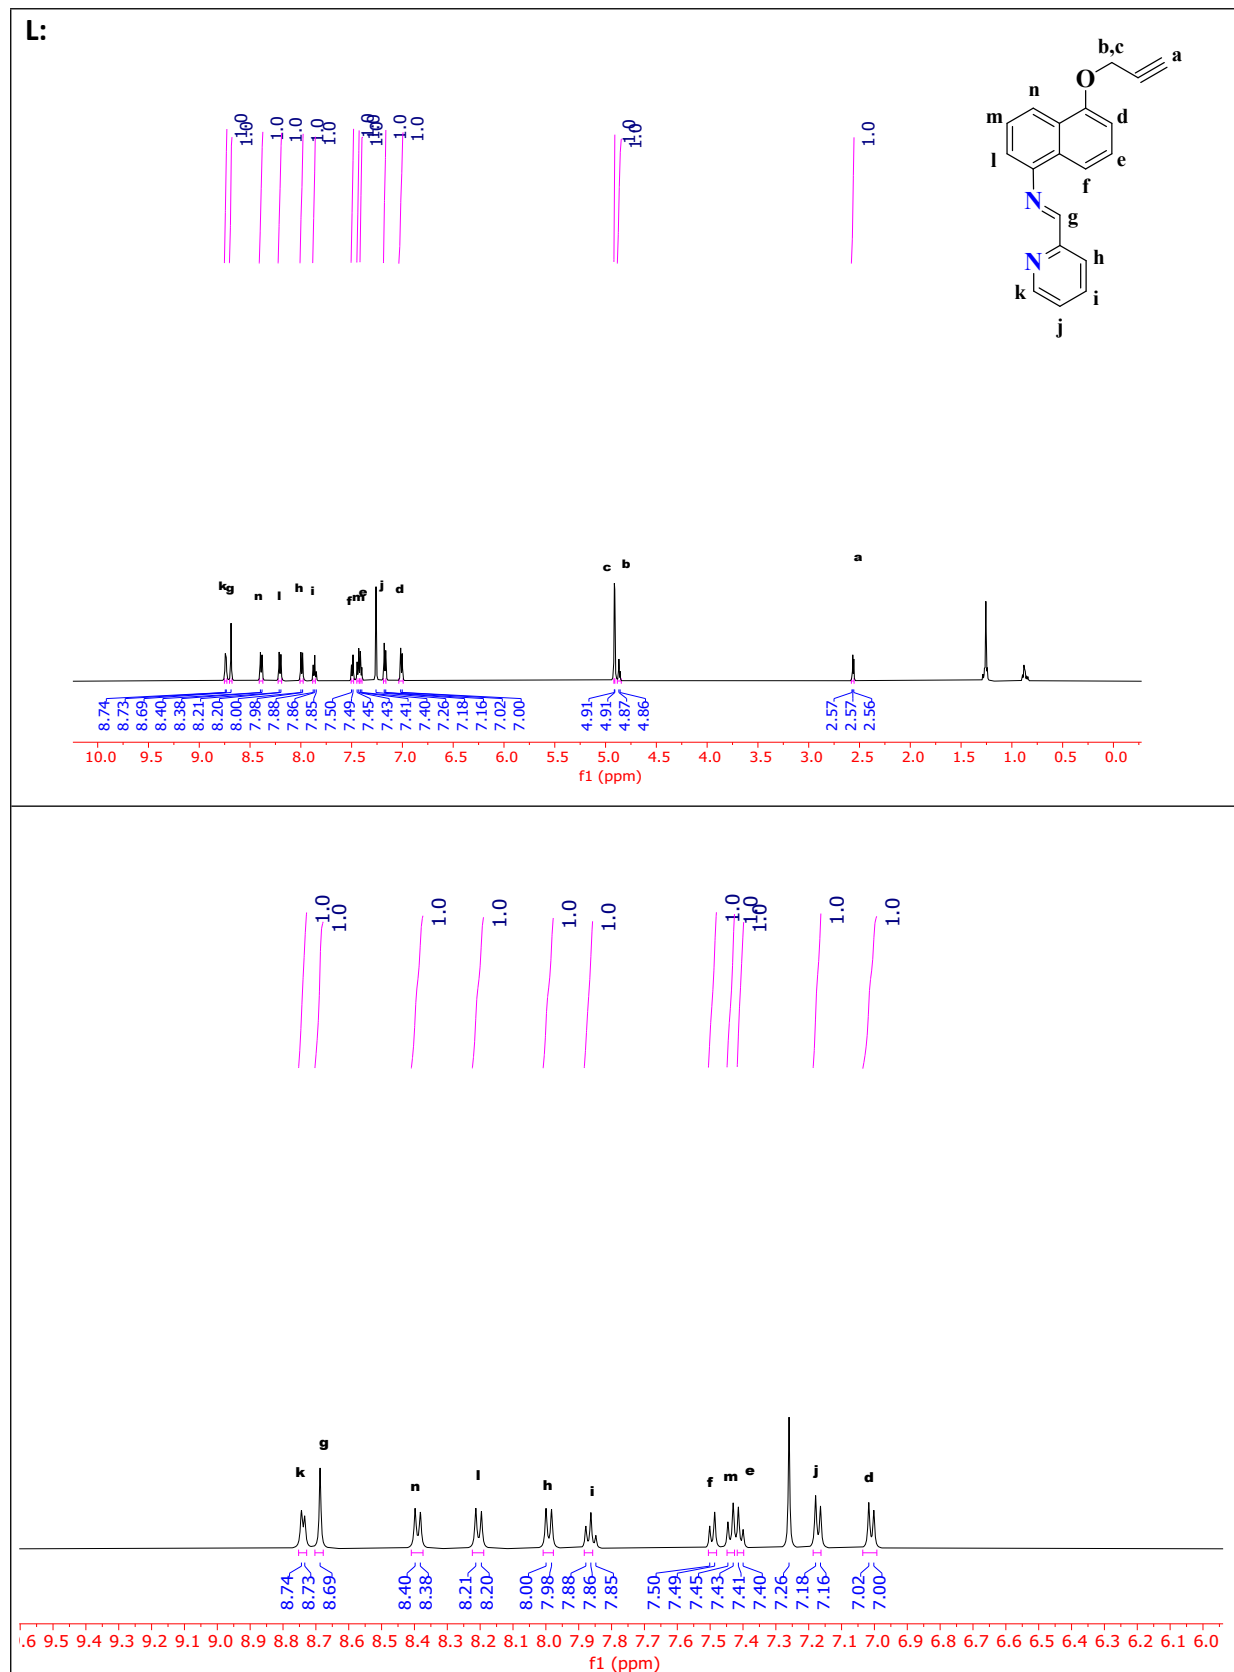 L:
b,c
a
O
n
m
d
l
e
f
N
g
N
h
k
i
j
1.0 1.0 1.0 1.0 1.0 1.0 1.0 1.0 1.0 1.0 1.0 1.0 1.0 1.0
k g n l h i f m e j d c b a
8.74 8.73 8.69 8.40 8.38 8.21 8.20 8.00 7.98 7.88 7.86 7.85 7.50 7.49 7.45 7.43 7.41 7.40 7.26 7.18 7.16 7.02 7.00 4.91 4.91 4.87 4.86 2.57 2.57 2.56
10.0 9.5 9.0 8.5 8.0 7.5 7.0 6.5 6.0 5.5 5.0 4.5 4.0 3.5 3.0 2.5 2.0 1.5 1.0 0.5 0.0
f1 (ppm)
1.0 1.0 1.0 1.0 1.0 1.0 1.0 1.0 1.0 1.0 1.0
k g n l h i f m e j d
8.74 8.73 8.69 8.40 8.38 8.21 8.20 8.00 7.98 7.88 7.86 7.85 7.50 7.49 7.45 7.43 7.41 7.40 7.26 7.18 7.16 7.02 7.00
.6 9.5 9.4 9.3 9.2 9.1 9.0 8.9 8.8 8.7 8.6 8.5 8.4 8.3 8.2 8.1 8.0 7.9 7.8 7.7 7.6 7.5 7.4 7.3 7.2 7.1 7.0 6.9 6.8 6.7 6.6 6.5 6.4 6.3 6.2 6.1 6.0
f1 (ppm)